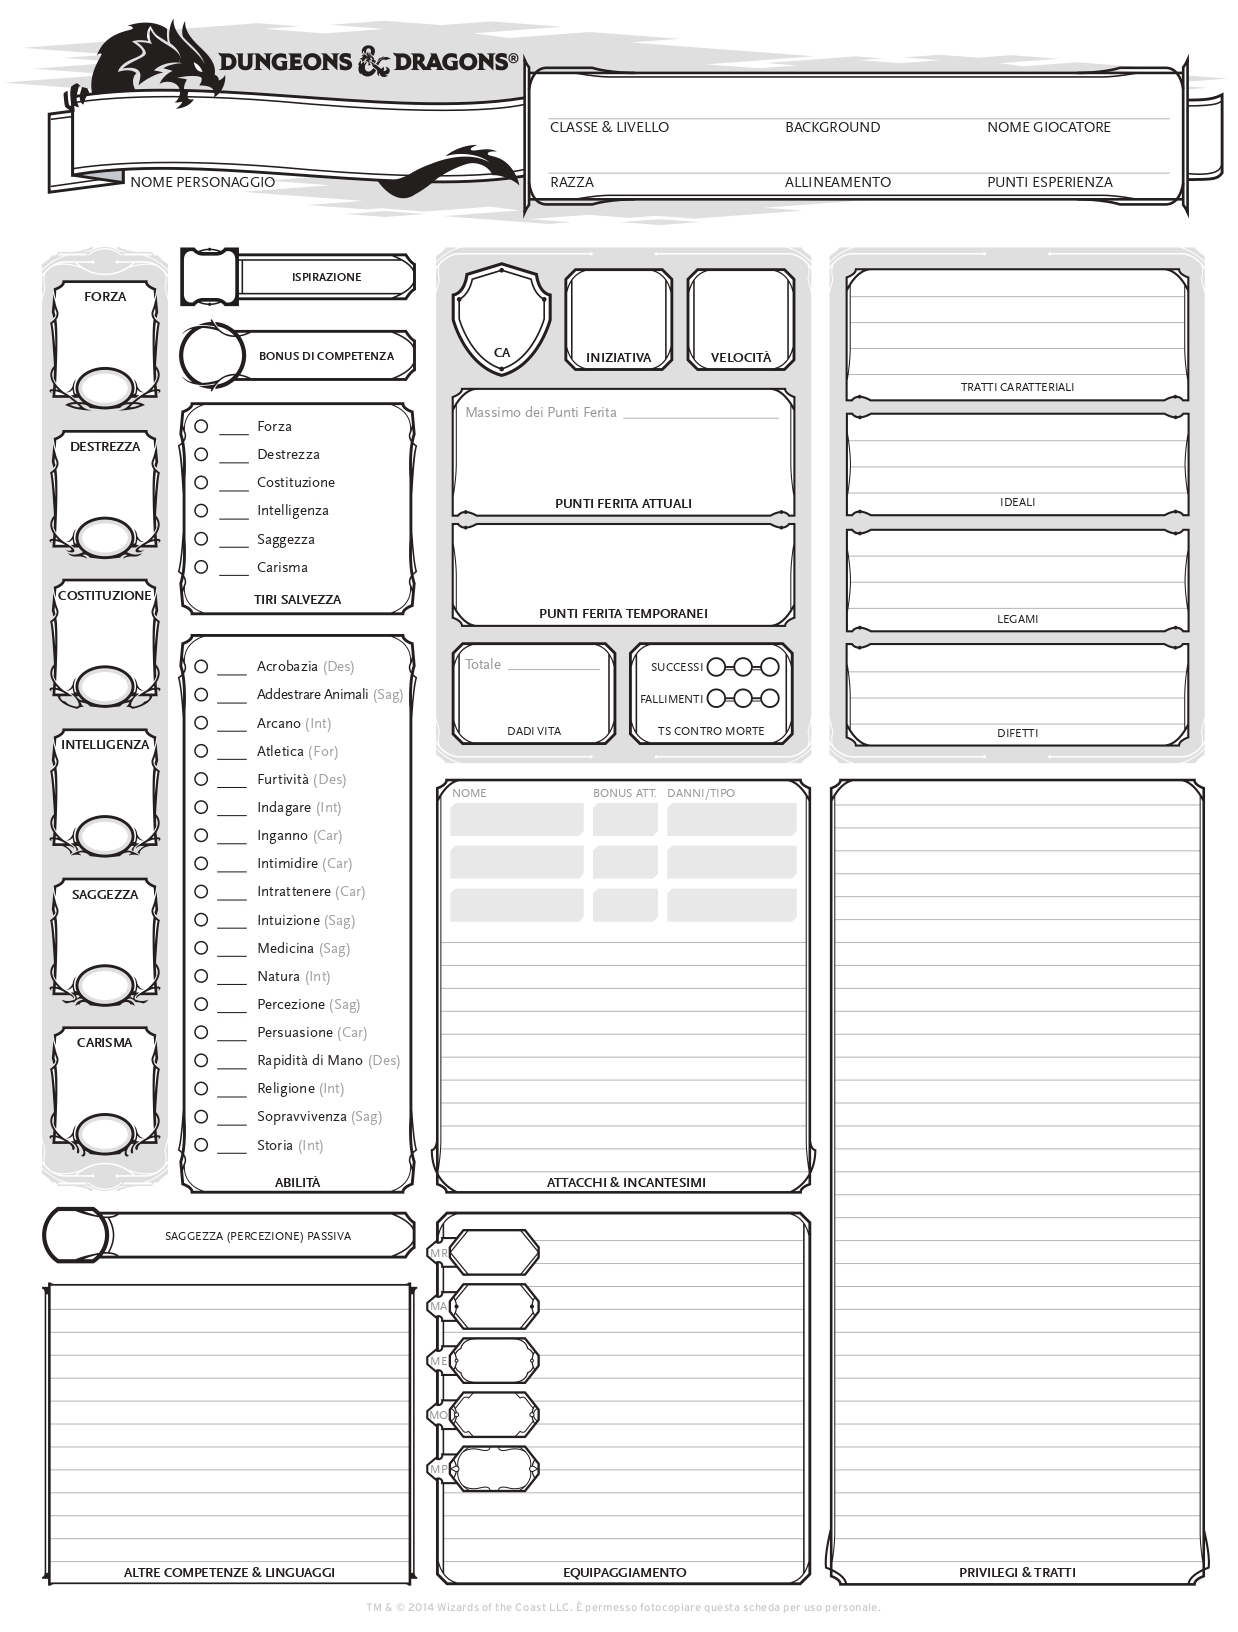 DUNGEONS & DRAGONS®
NOME PERSONAGGIO
CLASSE & LIVELLO BACKGROUND NOME GIOCATORE
RAZZA ALLINEAMENTO PUNTI ESPERIENZA
FORZA
DESTREZZA
COSTITUZIONE
INTELLIGENZA
SAGGEZZA
CARISMA
ISPIRAZIONE
BONUS DI COMPETENZA
Forza
Destrezza
Costituzione
Intelligenza
Saggezza
Carisma
TIRI SALVEZZA
Acrobazia (Des)
Addestrare Animali (Sag)
Arcano (Int)
Atletica (For)
Furtività (Des)
Indagare (Int)
Inganno (Car)
Intimidire (Car)
Intrattenere (Car)
Intuizione (Sag)
Medicina (Sag)
Natura (Int)
Percezione (Sag)
Persuasione (Car)
Rapidità di Mano (Des)
Religione (Int)
Sopravvivenza (Sag)
Storia (Int)
ABILITÀ
SAGGEZZA (PERCEZIONE) PASSIVA
ALTRE COMPETENZE & LINGUAGGI
CA INIZIATIVA VELOCITÀ
Massimo dei Punti Ferita
PUNTI FERITA ATTUALI
PUNTI FERITA TEMPORANEI
Totale
DADI VITA
SUCCESSI
FALLIMENTI
TS CONTRO MORTE
NOME BONUS ATT. DANNI/TIPO
ATTACCHI & INCANTESIMI
MR
MA
ME
MO
MP
EQUIPAGGIAMENTO
TRATTI CARATTERIALI
IDEALI
LEGAMI
DIFETTI
PRIVILEGI & TRATTI
TM & © 2014 Wizards of the Coast LLC. È permesso fotocopiare questa scheda per uso personale.